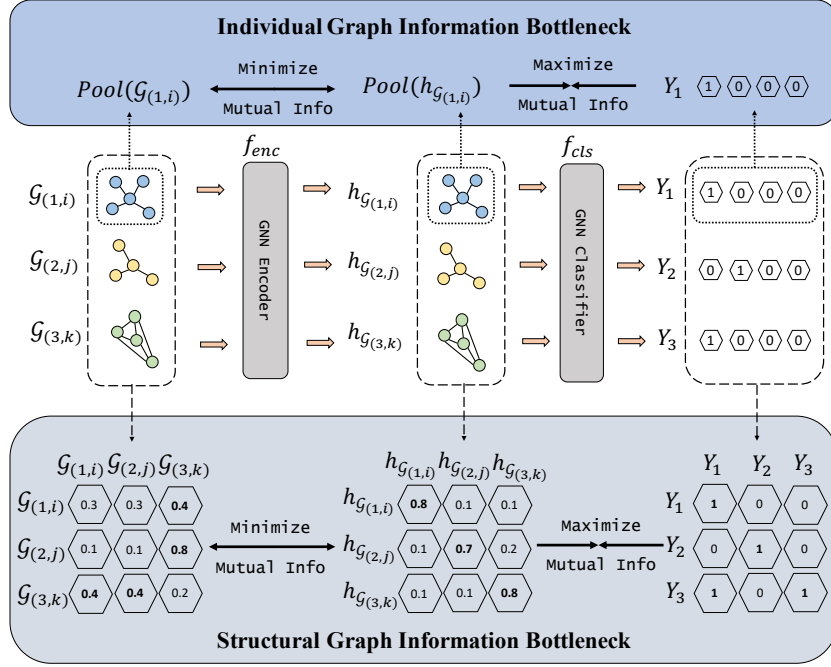 Individual Graph Information Bottleneck
Pool(𝒢(1,i)) Minimize Mutual Info Pool(h𝒢(1,i)) Maximize Mutual Info Y1 1 0 0 0
fenc fcls
𝒢(1,i) h𝒢(1,i) Y1 1 0 0 0
𝒢(2,j) h𝒢(2,j) Y2 0 1 0 0
𝒢(3,k) h𝒢(3,k) Y3 1 0 0 0
GNN Encoder
GNN Classifier
𝒢(1,i) 𝒢(2,j) 𝒢(3,k)
𝒢(1,i) 0.3 0.3 0.4
𝒢(2,j) 0.1 0.1 0.8
𝒢(3,k) 0.4 0.4 0.2
Minimize
Mutual Info
h𝒢(1,i) h𝒢(2,j) h𝒢(3,k)
h𝒢(1,i) 0.8 0.1 0.1
h𝒢(2,j) 0.1 0.7 0.2
h𝒢(3,k) 0.1 0.1 0.8
Maximize
Mutual Info
Y1 Y2 Y3
Y1 1 0 0
Y2 0 1 0
Y3 1 0 1
Structural Graph Information Bottleneck